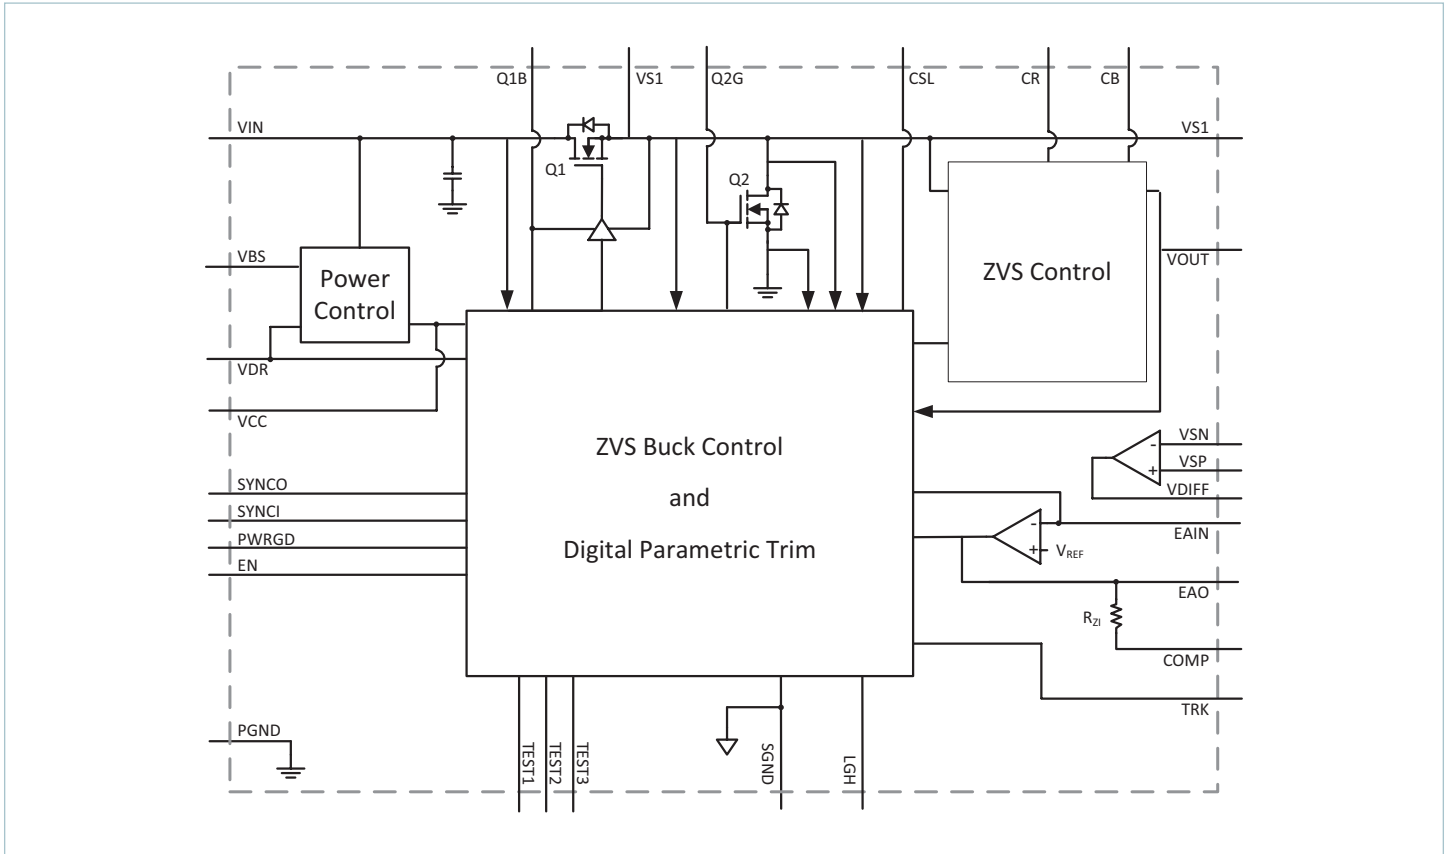 Q1B
VS1
Q2G
CSL
CR
CB
VIN
VS1
Q1
Q2
VBS
Power
Control
ZVS Control
VOUT
VDR
VCC
ZVS Buck Control
and
Digital Parametric Trim
VSN
-
VSP
+
VDIFF
SYNCO
SYNCI
PWRGD
EN
-
EAIN
+
VREF
EAO
RZI
COMP
TRK
PGND
TEST1
TEST2
TEST3
SGND
LGH